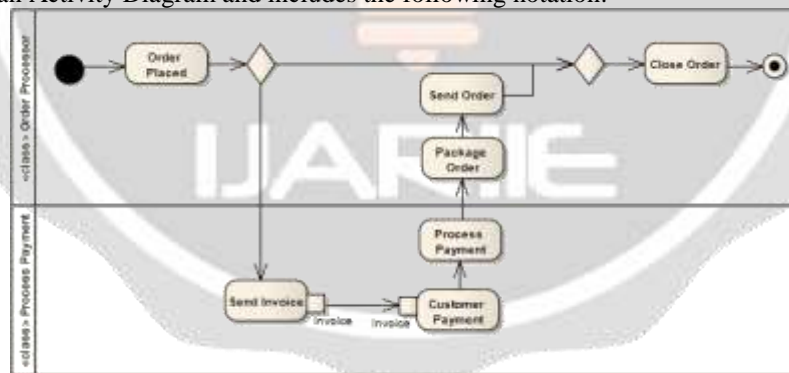 an Activity Diagram and includes the following notation:
«class» Order Processor
Order
Placed
Close Order
Send Order
Package
Order
IJARIIE
«class» Process Payment
Process
Payment
Send Invoice
Customer
Payment
Invoice
Invoice